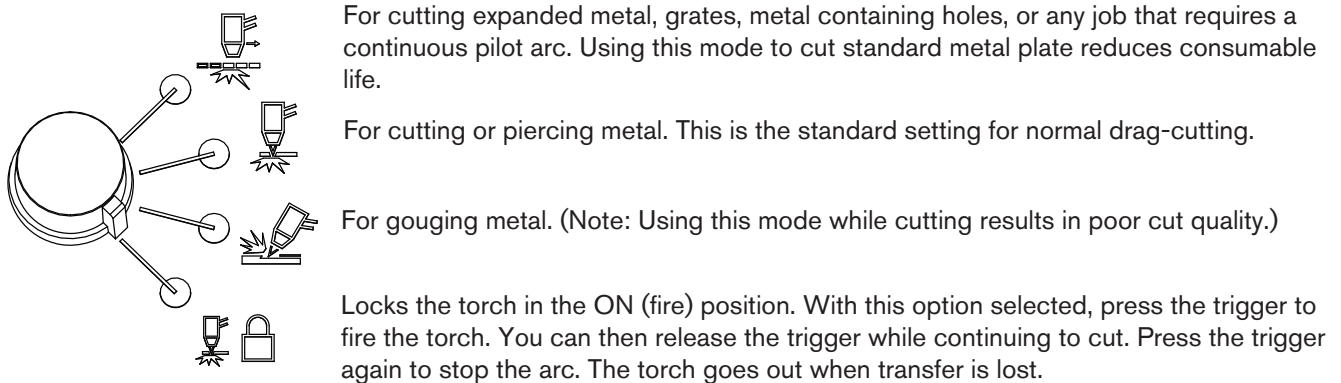 For cutting expanded metal, grates, metal containing holes, or any job that requires a
continuous pilot arc. Using this mode to cut standard metal plate reduces consumable
life.
For cutting or piercing metal. This is the standard setting for normal drag-cutting.
For gouging metal. (Note: Using this mode while cutting results in poor cut quality.)
Locks the torch in the ON (fire) position. With this option selected, press the trigger to
fire the torch. You can then release the trigger while continuing to cut. Press the trigger
again to stop the arc. The torch goes out when transfer is lost.